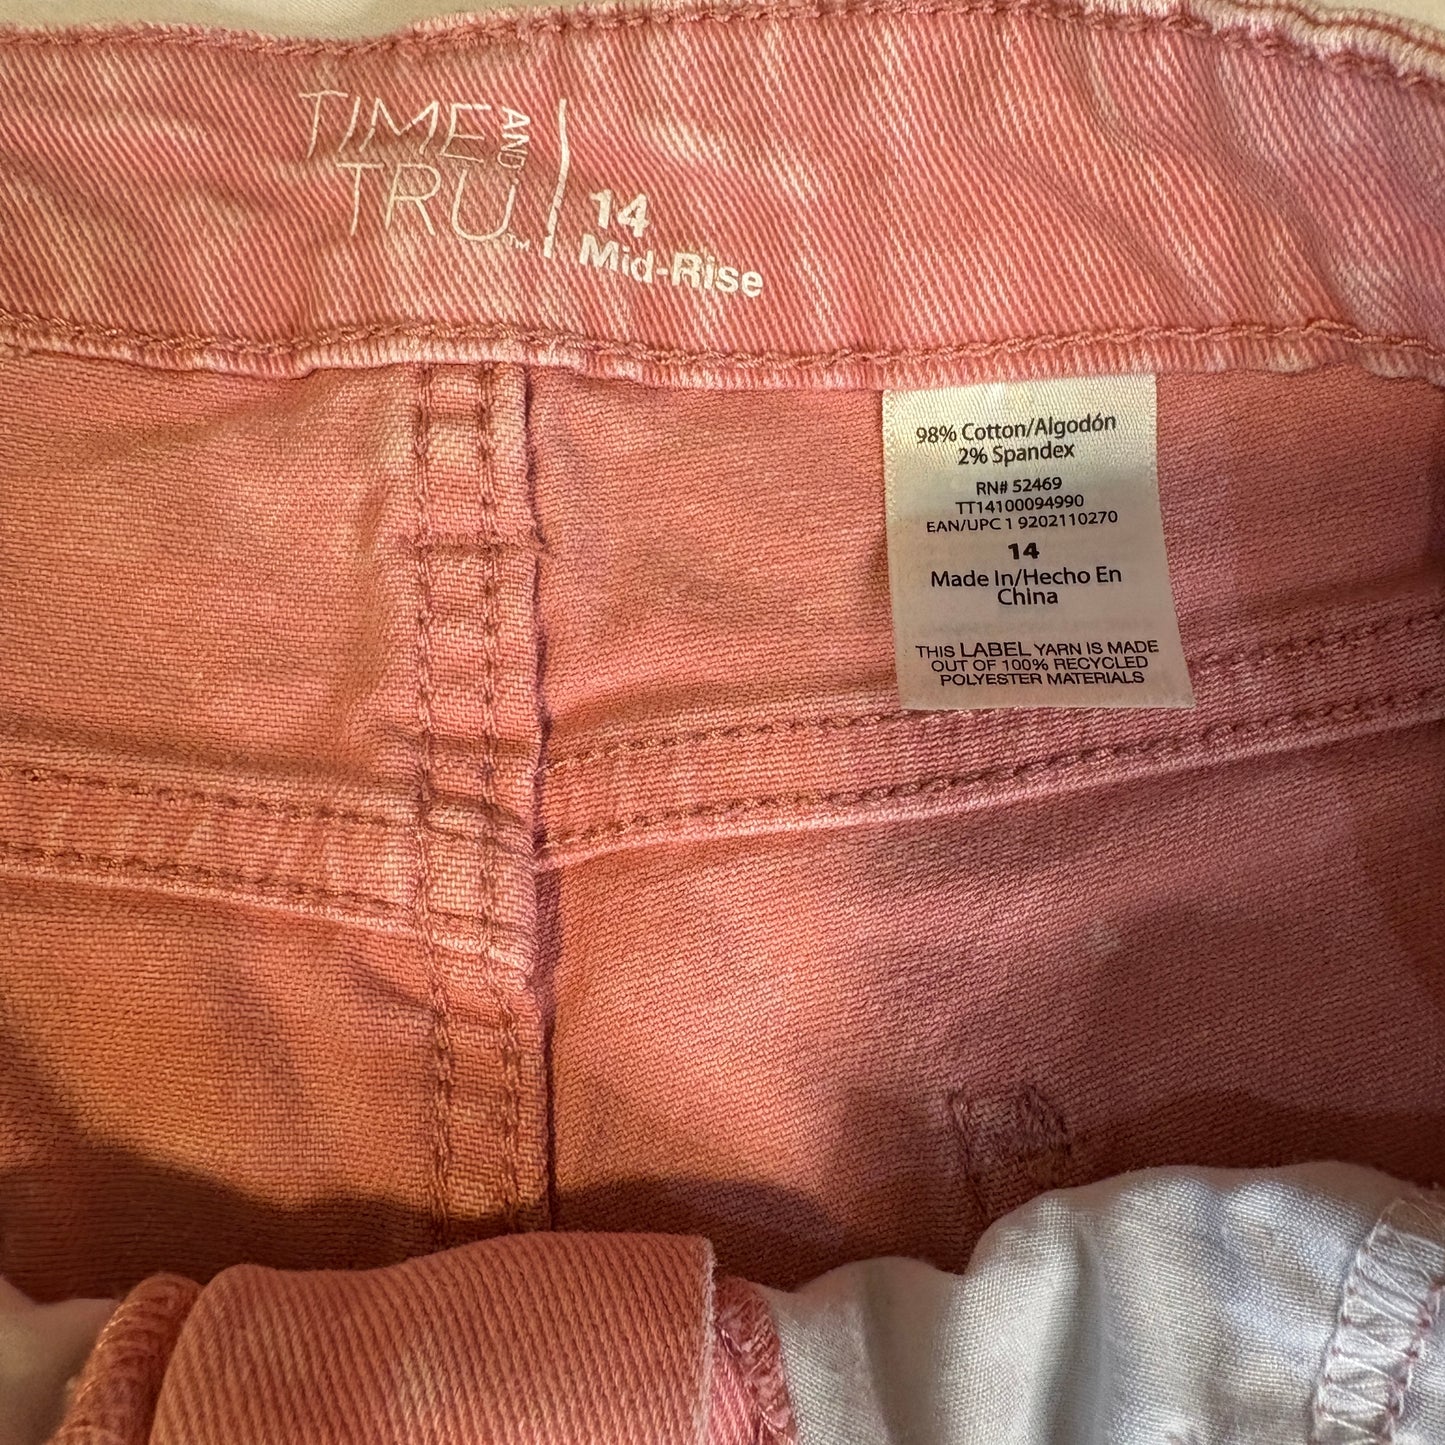 TIME AND
TRU™
14
Mid-Rise
98% Cotton/Algodón
2% Spandex
RN# 52469
TT14100094990
EAN/UPC 1 9202110270
14
Made In/Hecho En
China
THIS LABEL YARN IS MADE
OUT OF 100% RECYCLED
POLYESTER MATERIALS